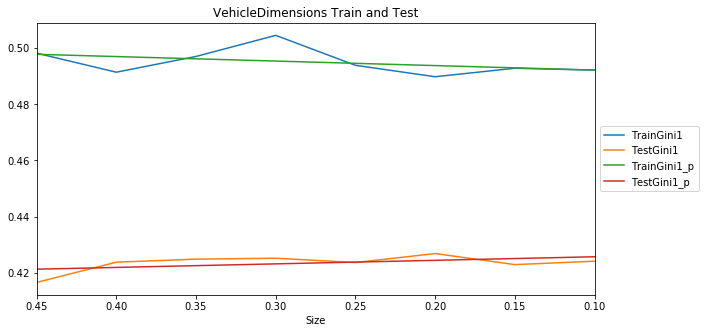 VehicleDimensions Train and Test
0.50
0.48
0.46
0.44
0.42
0.45 0.40 0.35 0.30 0.25 0.20 0.15 0.10
Size
TrainGini1
TestGini1
TrainGini1_p
TestGini1_p